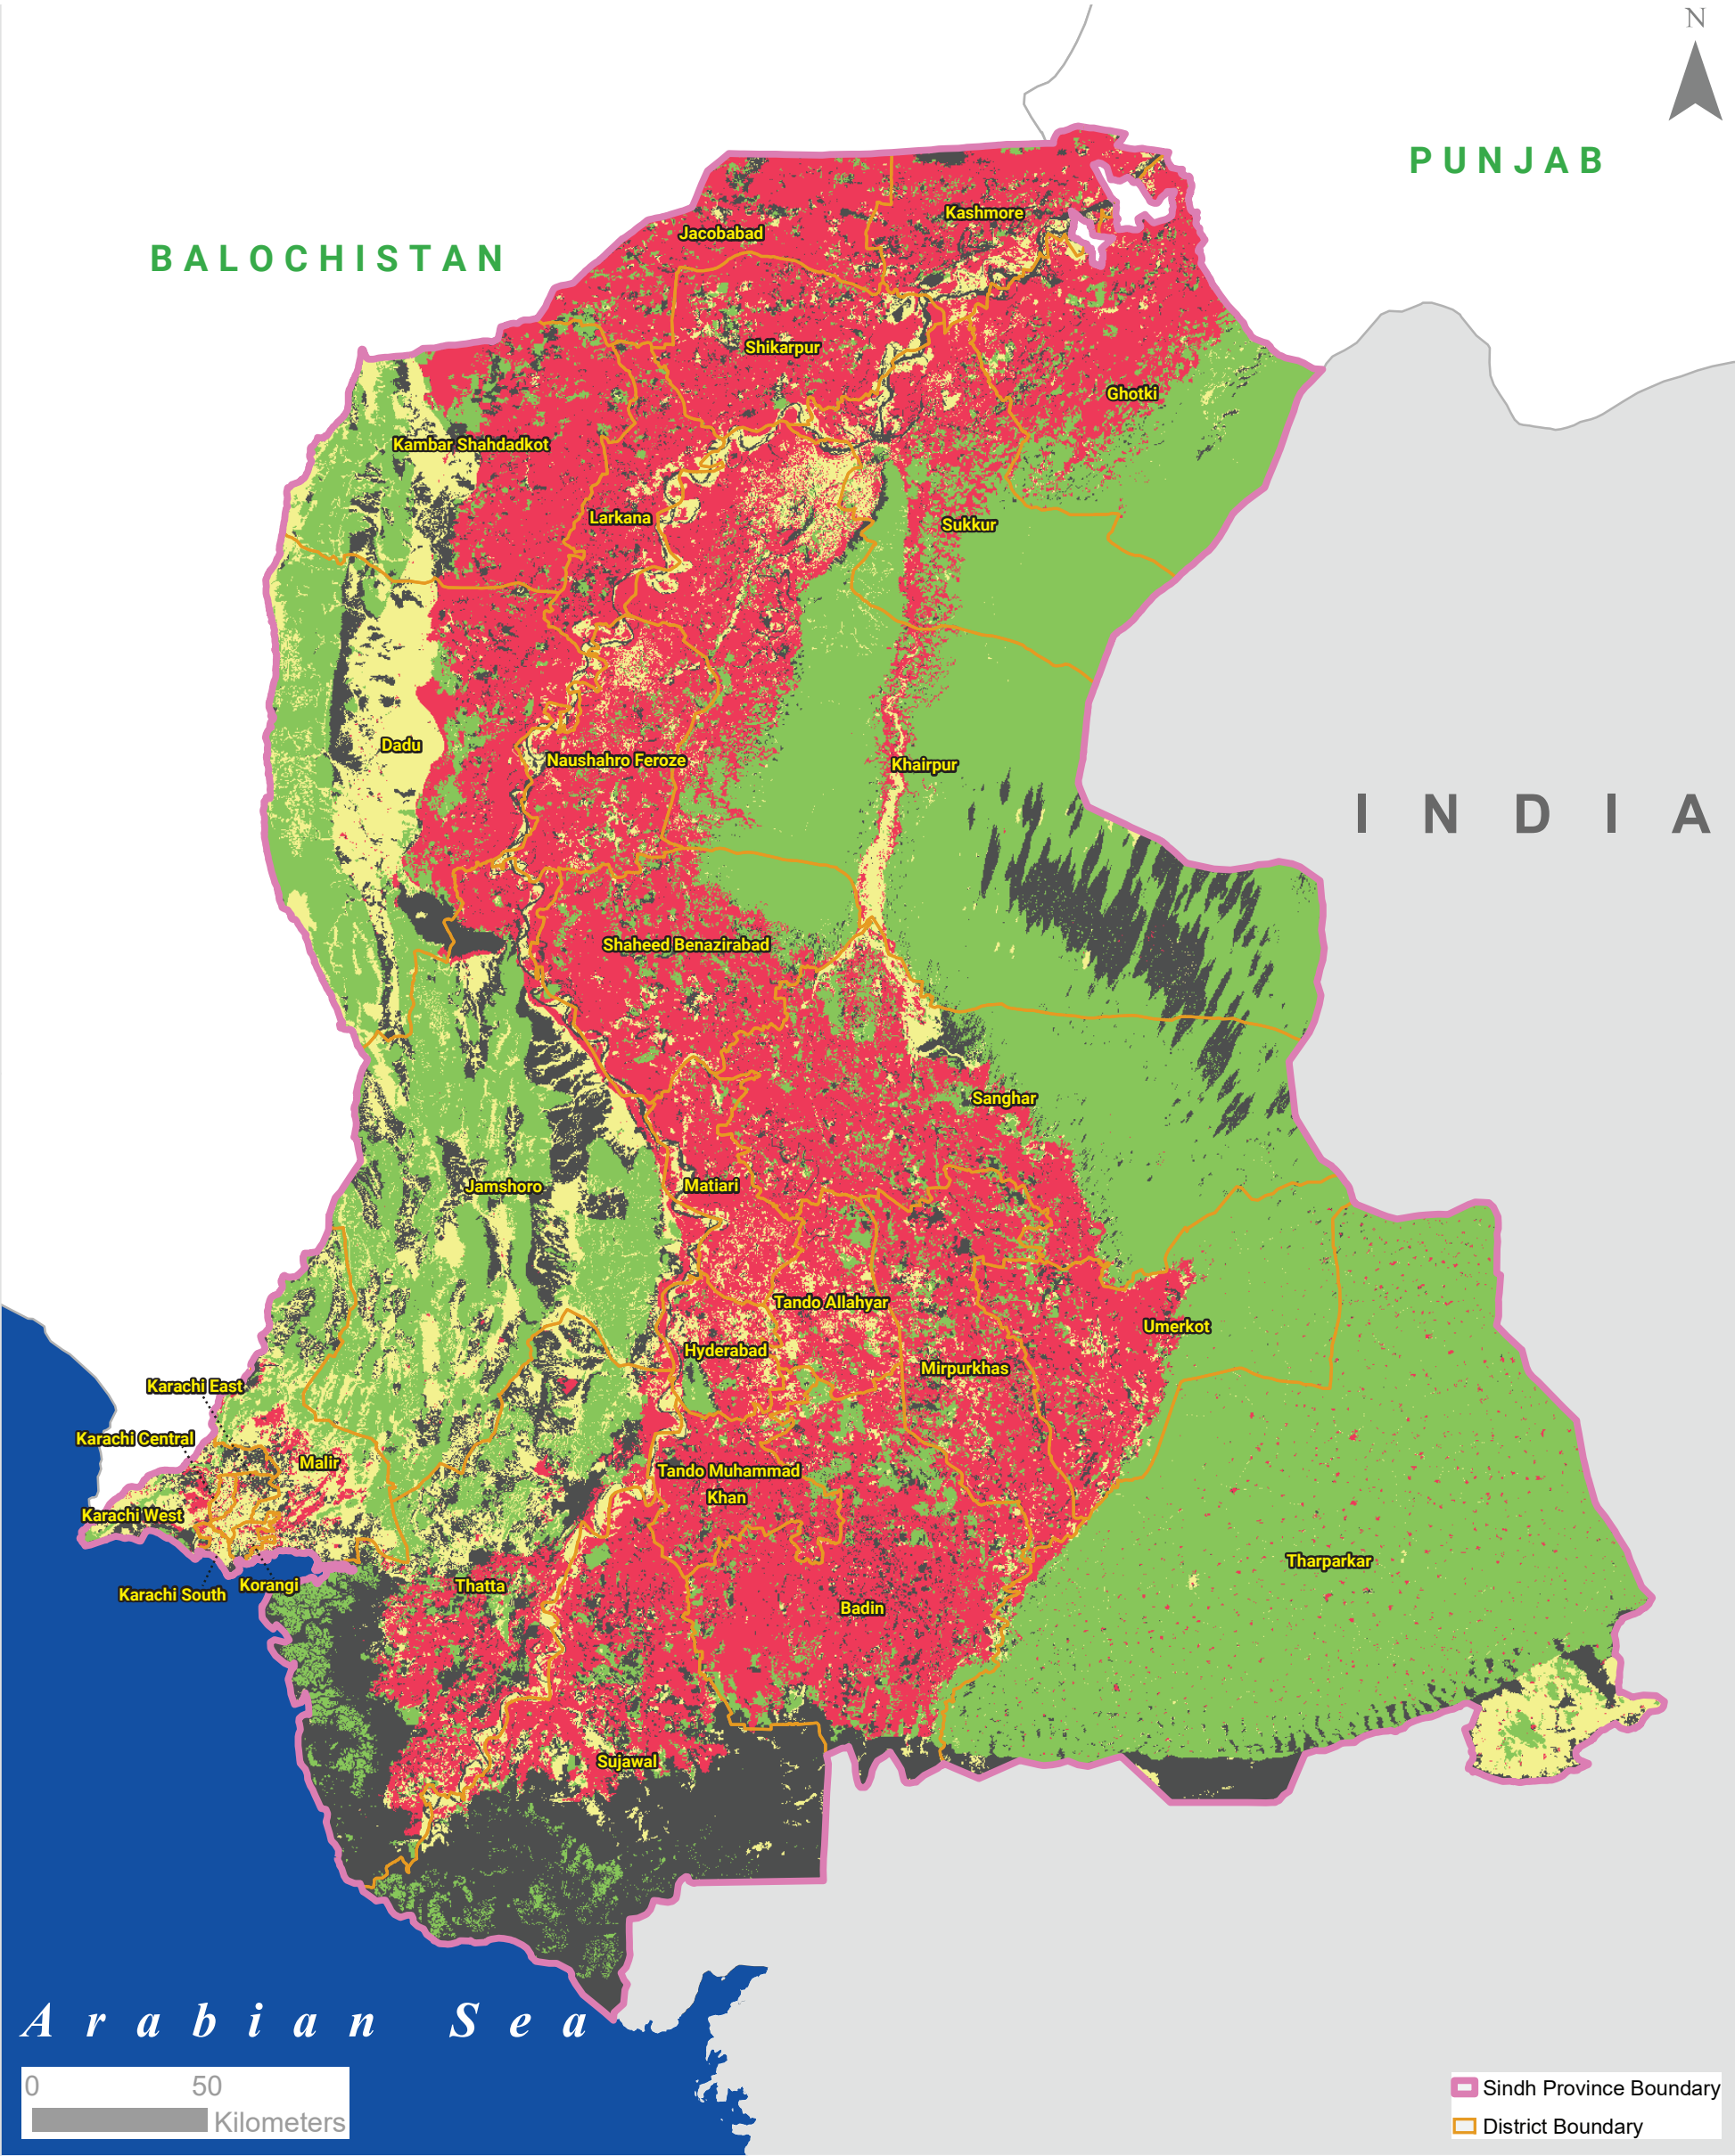 N
PUNJAB
BALOCHISTAN
Kashmore
Jacobabad
Shikarpur
Ghotki
Kambar Shahdadkot
Larkana
Sukkur
Dadu
Naushahro Feroze
Khairpur
INDIA
Shaheed Benazirabad
Sanghar
Jamshoro
Matiari
Tando Allahyar
Umerkot
Hyderabad
Mirpurkhas
Karachi East
Karachi Central
Malir
Tando Muhammad
Khan
Karachi West
Tharparkar
Thatta
Korangi
Karachi South
Badin
Sujawal
Arabian Sea
0 50
Kilometers
Sindh Province Boundary
District Boundary